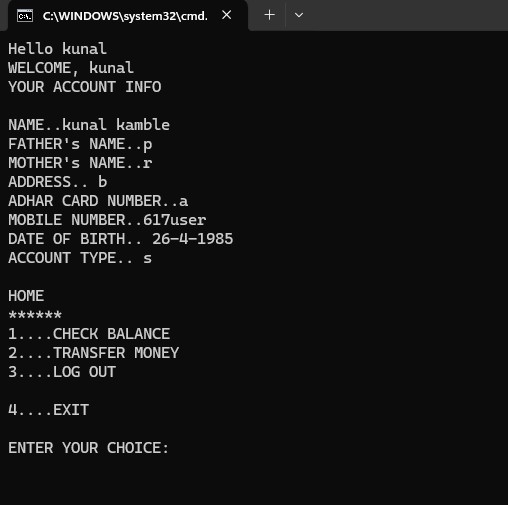 C:\WINDOWS\system32\cmd.
Hello kunal
WELCOME, kunal
YOUR ACCOUNT INFO
NAME..kunal kamble
FATHER's NAME..p
MOTHER's NAME..r
ADDRESS.. b
ADHAR CARD NUMBER..a
MOBILE NUMBER..617user
DATE OF BIRTH.. 26-4-1985
ACCOUNT TYPE.. s
HOME
******
1....CHECK BALANCE
2....TRANSFER MONEY
3....LOG OUT
4....EXIT
ENTER YOUR CHOICE: